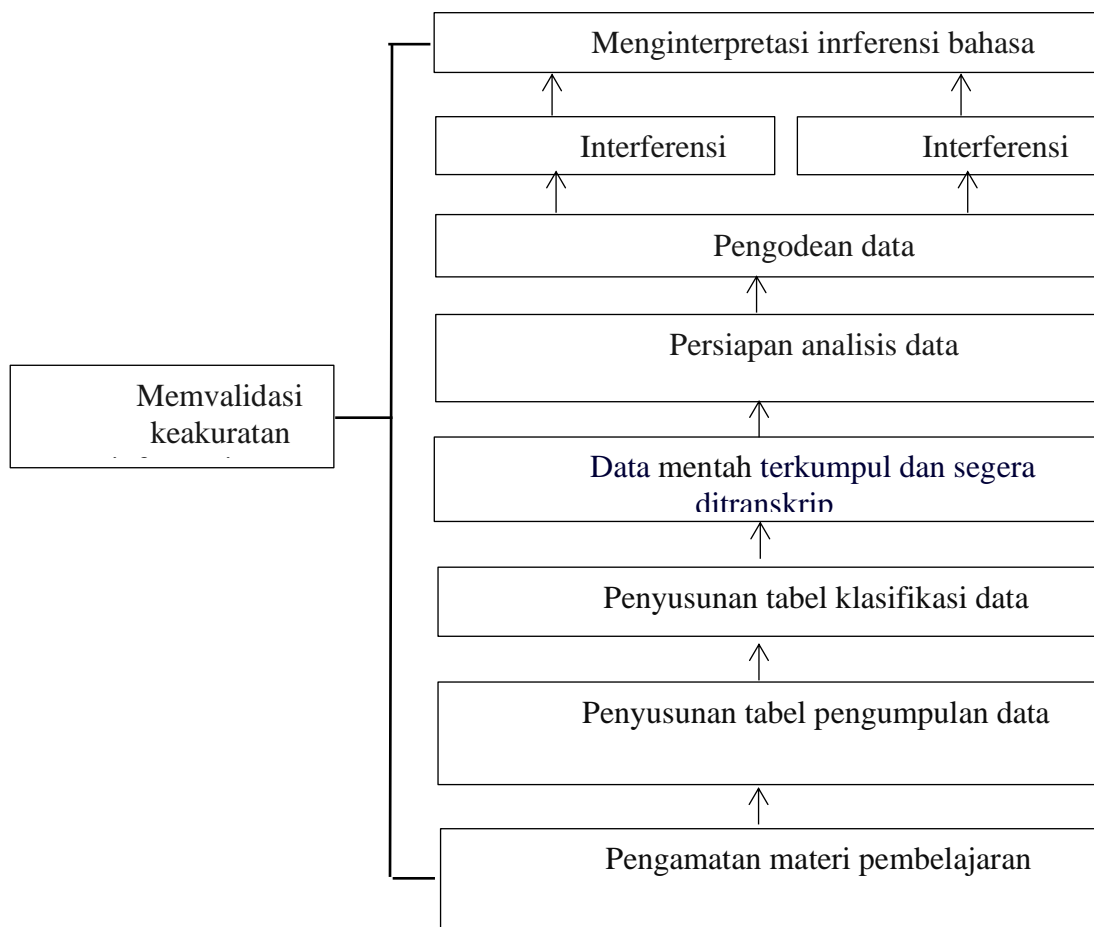 Menginterpretasi inrferensi bahasa
Interferensi
Interferensi
Pengodean data
Persiapan analisis data
Memvalidasi
keakuratan
Data mentah terkumpul dan segera
ditranskrip
Penyusunan tabel klasifikasi data
Penyusunan tabel pengumpulan data
Pengamatan materi pembelajaran